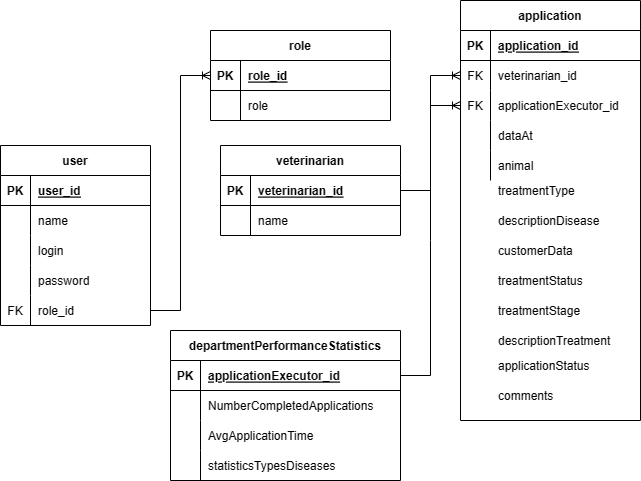 role
PK role_id
role
user
PK user_id
name
login
password
FK role_id
veterinarian
PK veterinarian_id
name
departmentPerformanceStatistics
PK applicationExecutor_id
NumberCompletedApplications
AvgApplicationTime
statisticsTypesDiseases
application
PK application_id
FK veterinarian_id
FK applicationExecutor_id
dataAt
animal
treatmentType
descriptionDisease
customerData
treatmentStatus
treatmentStage
descriptionTreatment
applicationStatus
comments